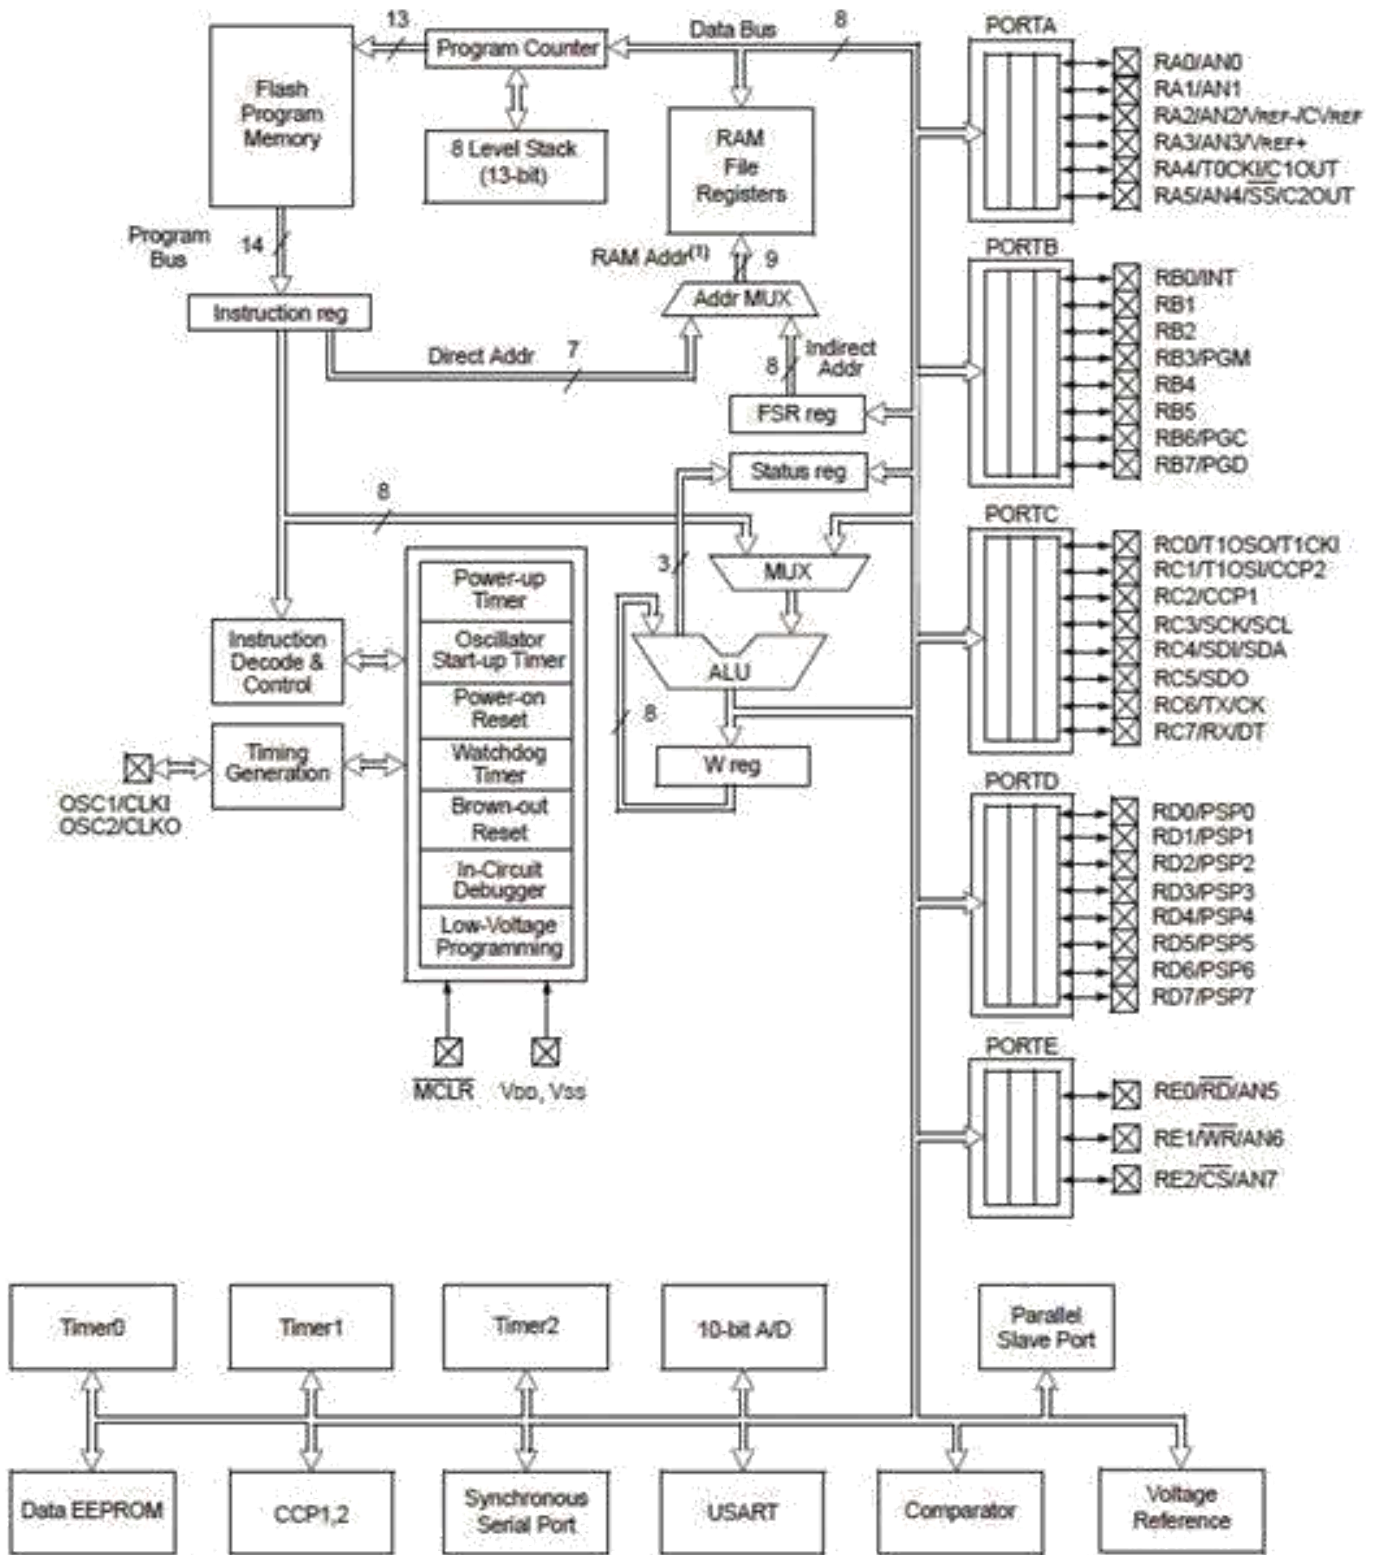 13
Data Bus
8
PORTA
Program Counter
Flash
Program
Memory
8 Level Stack
(13-bit)
RAM
File
Registers
RA0/AN0
RA1/AN1
RA2/AN2/VREF-/CVREF
RA3/AN3/VREF+
RA4/T0CKI/C1OUT
RA5/AN4/SS/C2OUT
Program
Bus
14
RAM Addr(1)
9
PORTB
Addr MUX
Instruction reg
Direct Addr
7
8
Indirect
Addr
FSR reg
Status reg
RB0/INT
RB1
RB2
RB3/PGM
RB4
RB5
RB6/PGC
RB7/PGD
8
PORTC
3
MUX
ALU
8
W reg
RC0/T1OSO/T1CKI
RC1/T1OSI/CCP2
RC2/CCP1
RC3/SCK/SCL
RC4/SDI/SDA
RC5/SDO
RC6/TX/CK
RC7/RX/DT
Instruction
Decode &
Control
Timing
Generation
OSC1/CLKI
OSC2/CLKO
Power-up
Timer
Oscillator
Start-up Timer
Power-on
Reset
Watchdog
Timer
Brown-out
Reset
In-Circuit
Debugger
Low-Voltage
Programming
MCLR
VDD, VSS
PORTD
RD0/PSP0
RD1/PSP1
RD2/PSP2
RD3/PSP3
RD4/PSP4
RD5/PSP5
RD6/PSP6
RD7/PSP7
PORTE
RE0/RD/AN5
RE1/WR/AN6
RE2/CS/AN7
Timer0
Timer1
Timer2
10-bit A/D
Parallel
Slave Port
Data EEPROM
CCP1,2
Synchronous
Serial Port
USART
Comparator
Voltage
Reference